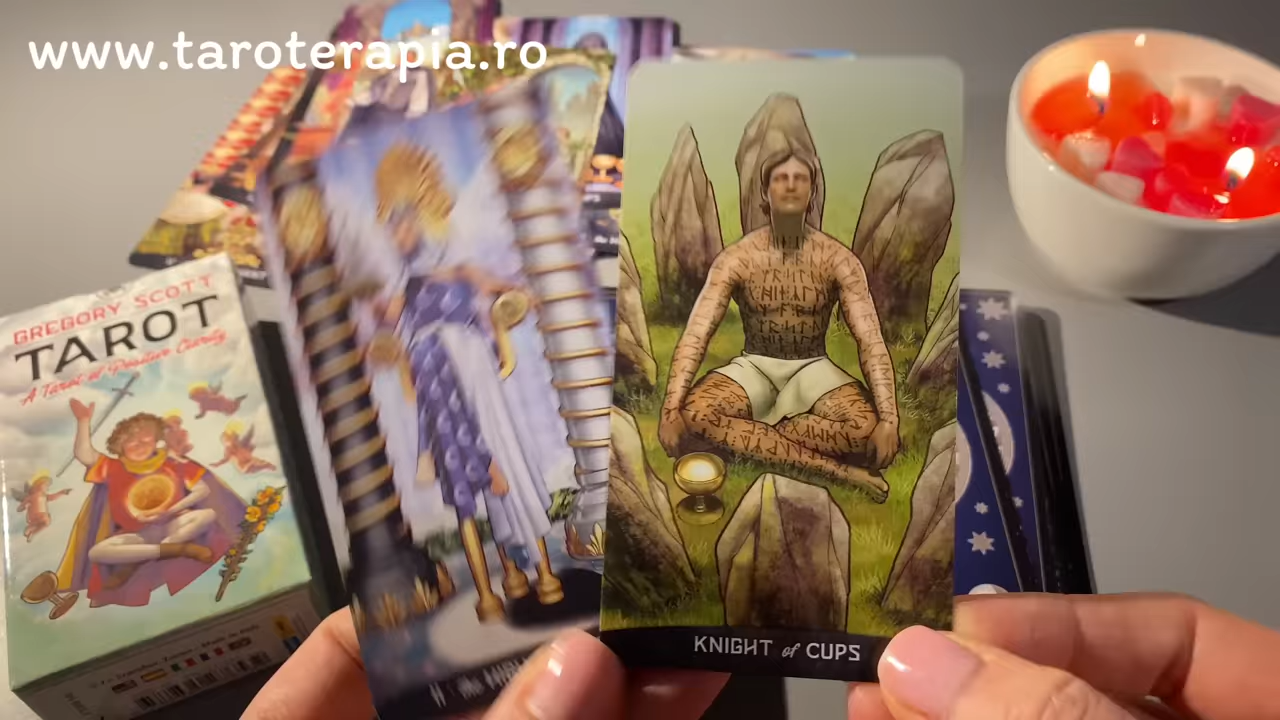 www.taroterapia.ro
GREGORY SCOTT
TAROT
A Tarot of Positive Clarity
KNIGHT of CUPS